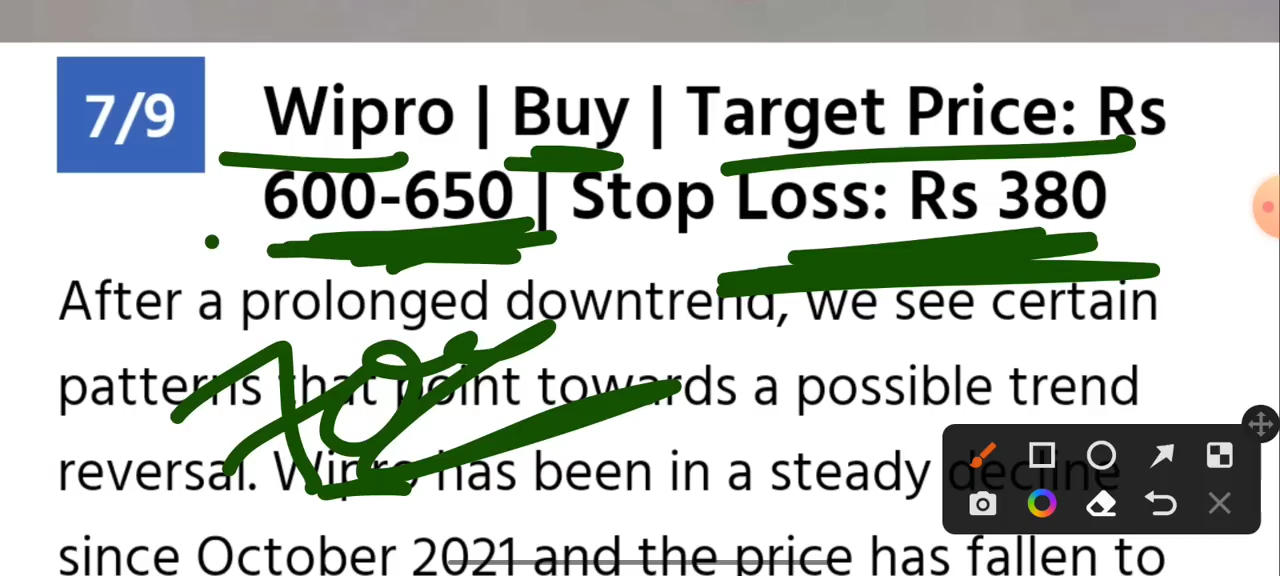 7/9
Wipro | Buy | Target Price: Rs
600-650 | Stop Loss: Rs 380
After a prolonged downtrend, we see certain
patterns that point towards a possible trend
reversal. Wipro has been in a steady decline
since October 2021 and the price has fallen to